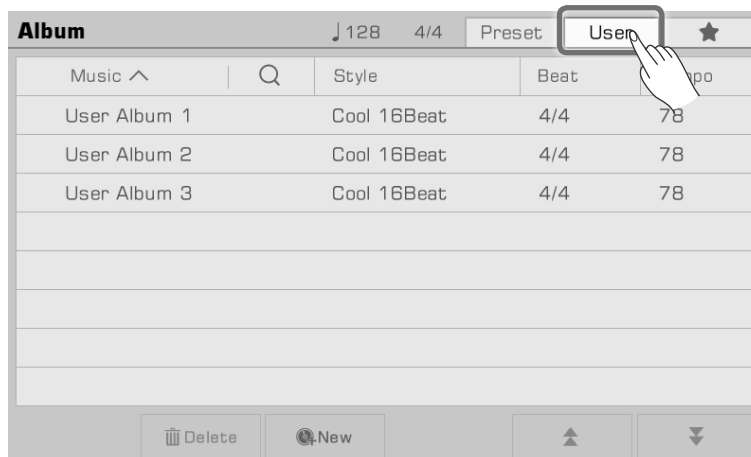 Album ♩128 4/4 Preset User
Music Style Beat
User Album 1 Cool 16Beat 4/4 78
User Album 2 Cool 16Beat 4/4 78
User Album 3 Cool 16Beat 4/4 78
Delete New